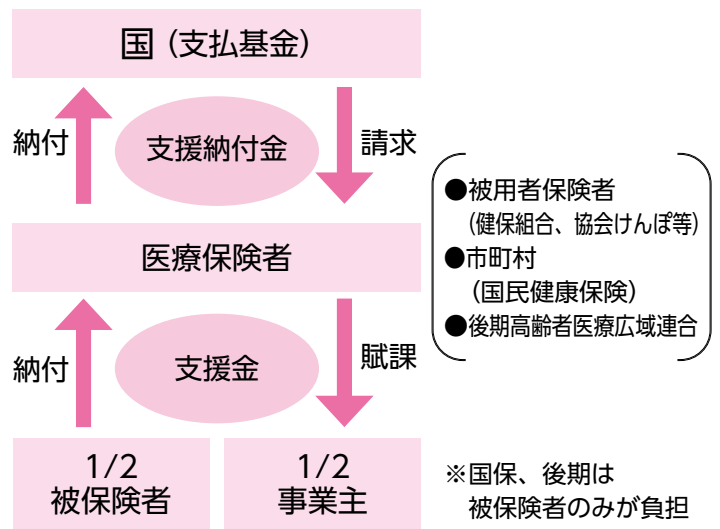 国（支払基金）
納付
支援納付金
請求
医療保険者
●被用者保険者
（健保組合、協会けんぽ等）
●市町村
（国民健康保険）
●後期高齢者医療広域連合
納付
支援金
賦課
1/2
被保険者
1/2
事業主
※国保、後期は
被保険者のみが負担